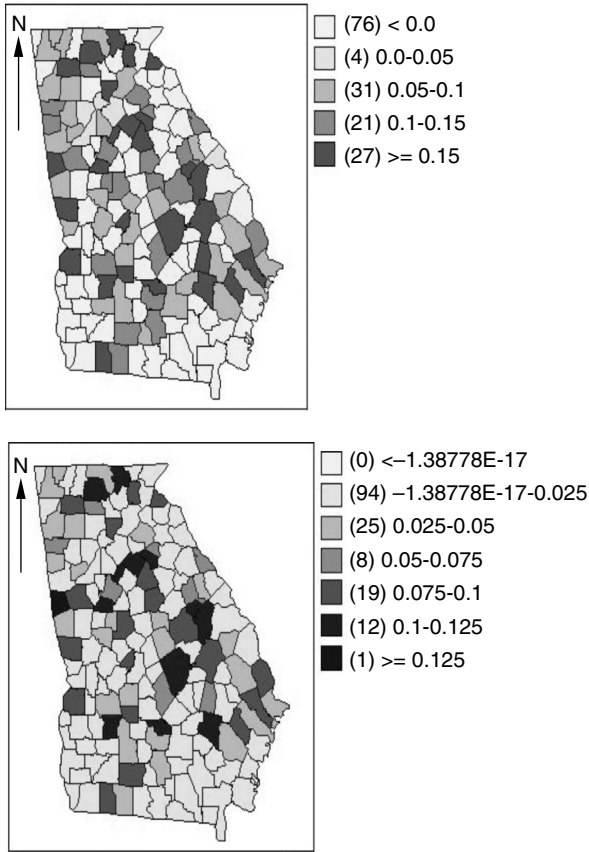 N
(76) < 0.0
(4) 0.0-0.05
(31) 0.05-0.1
(21) 0.1-0.15
(27) >= 0.15
N
(0) <–1.38778E-17
(94) –1.38778E-17-0.025
(25) 0.025-0.05
(8) 0.05-0.075
(19) 0.075-0.1
(12) 0.1-0.125
(1) >= 0.125